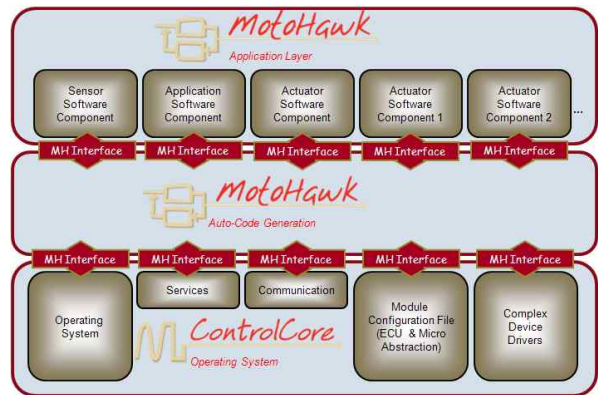 MotoHawk
Application Layer
Sensor
Software
Component
Application
Software
Component
Actuator
Software
Component
Actuator
Software
Component 1
Actuator
Software
Component 2
...
MH Interface
MH Interface
MH Interface
MH Interface
MH Interface
MotoHawk
Auto-Code Generation
MH Interface
MH Interface
MH Interface
MH Interface
MH Interface
Operating
System
Services
Communication
Module
Configuration File
(ECU & Micro
Abstraction)
Complex
Device
Drivers
ControlCore
Operating System